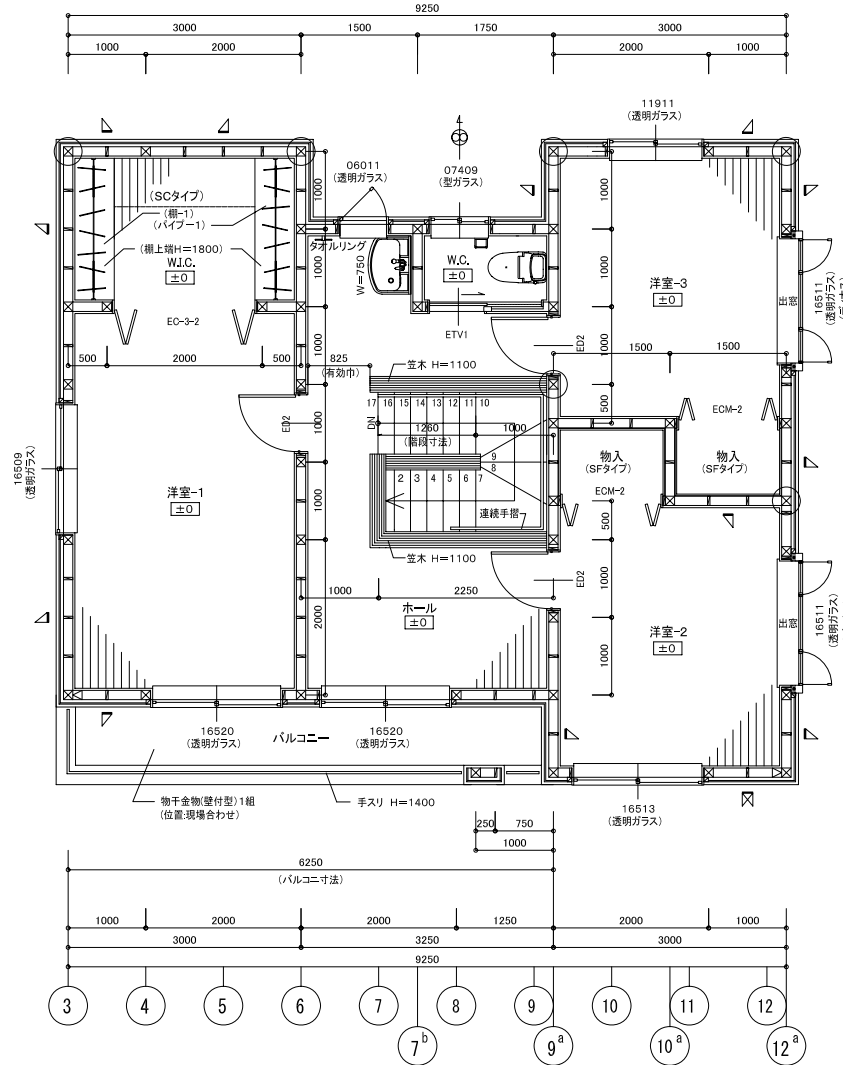 9250
3000 1500 1750 3000
1000 2000 2000 1000
11911
(透明ガラス)
06011
(透明ガラス)
07409
(型ガラス)
(SCタイプ)
(棚-1)
(パイプ-1)
(棚上端H=1800)
W.I.C.
±0
タオルリング
W=750
W.C.
±0
洋室-3
±0
出窓
16511
(透明ガラス)
1000
1000
1000
1000
1000
2000
EC-3-2
ETV1
ED2
500 2000 500
825
(有効巾)
笠木 H=1100
1000
1000
500
1500 1500
ECM-2
17 16 15 14 13 12 11 10
DN
1260
(階段寸法)
1000
9
8
2 3 4 5 6 7
ED2
16509
(透明ガラス)
洋室-1
±0
物入
(SFタイプ)
物入
(SFタイプ)
ECM-2
連続手摺
笠木 H=1100
500
1000
1000
ED2
1000 2250
ホール
±0
洋室-2
±0
出窓
16511
(透明ガラス)
16520
(透明ガラス)
バルコニー
16520
(透明ガラス)
物干金物(壁付型)1組
(位置:現場合わせ)
手スリ H=1400
16513
(透明ガラス)
250 750
1000
6250
(バルコニ寸法)
1000 2000 2000 1250 2000 1000
3000 3250 3000
9250
3 4 5 6 7 8 9 10 11 12
7b 9a 10a 12a